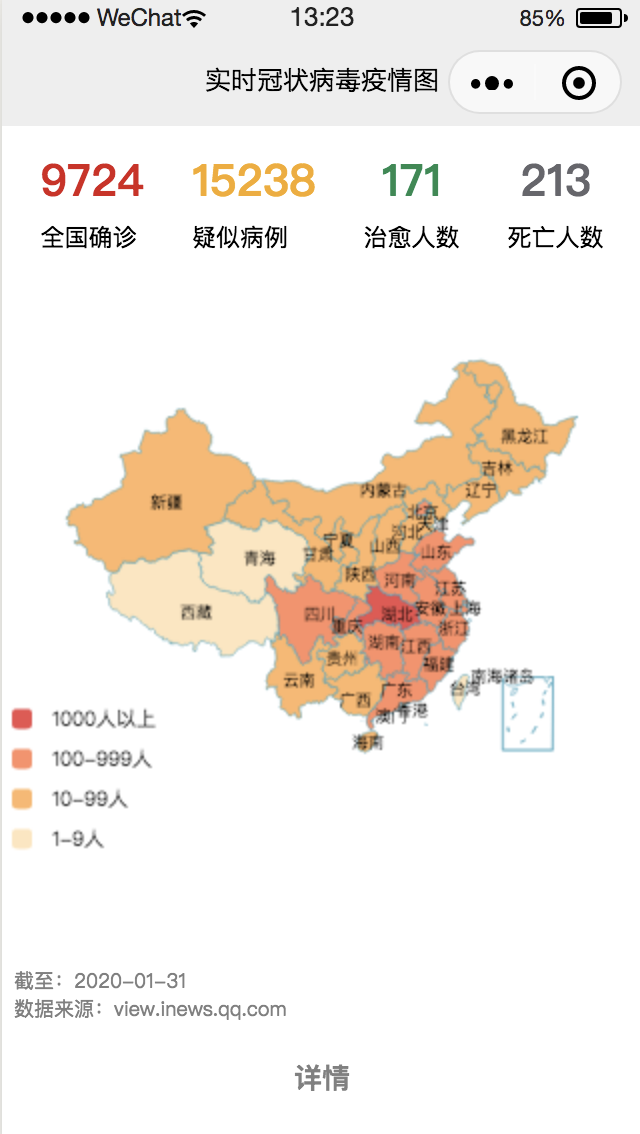 WeChat 13:23 85%
实时冠状病毒疫情图
9724 15238 171 213
全国确诊 疑似病例 治愈人数 死亡人数
黑龙江
吉林
内蒙古 辽宁
新疆
北京
天津
河北
宁夏
山西
山东
甘肃
青海
陕西
河南
江苏
西藏
四川
湖北
安徽
上海
重庆
浙江
湖南
江西
贵州
福建
云南
南海诸岛
台湾
广西
广东
香港
澳门
海南
1000人以上
100-999人
10-99人
1-9人
截至：2020-01-31
数据来源：view.inews.qq.com
详情